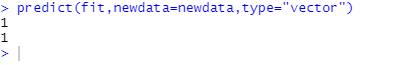 > predict(fit,newdata=newdata,type="vector")
1
1
>